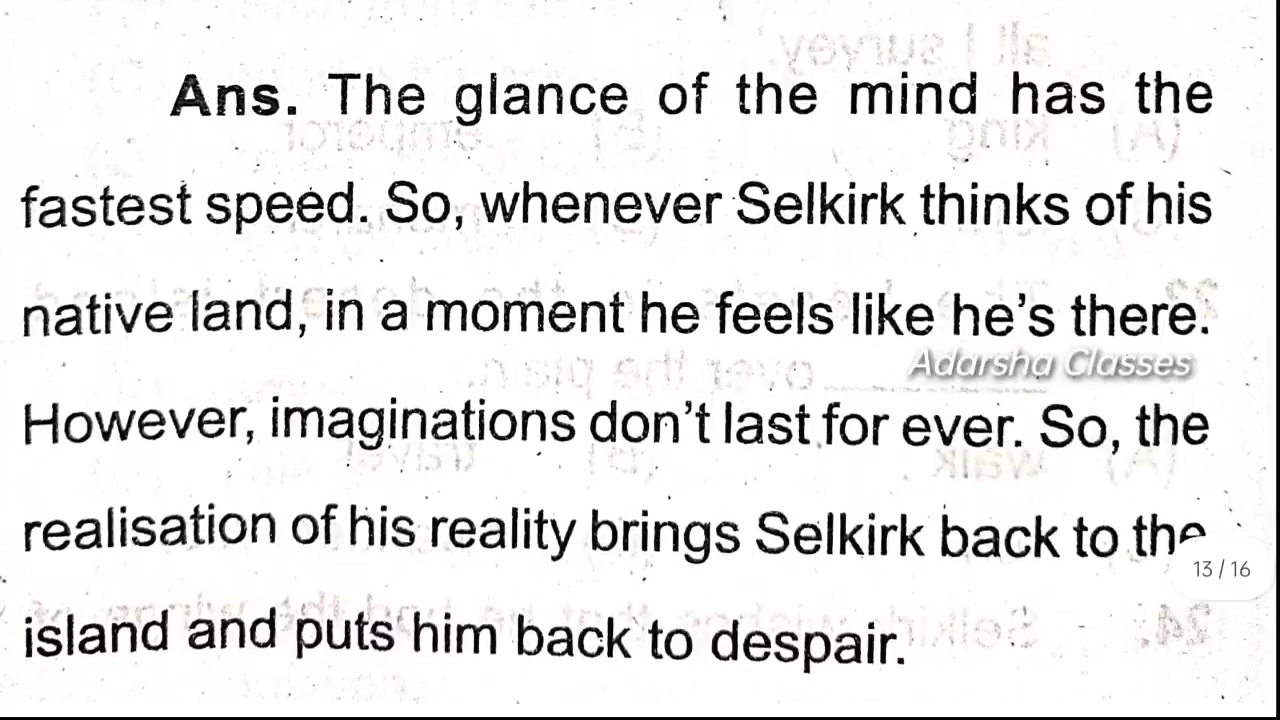 Ans. The glance of the mind has the
fastest speed. So, whenever Selkirk thinks of his
native land, in a moment he feels like he's there.
Adarsha Classes
However, imaginations don't last for ever. So, the
realisation of his reality brings Selkirk back to the
13/16
island and puts him back to despair.